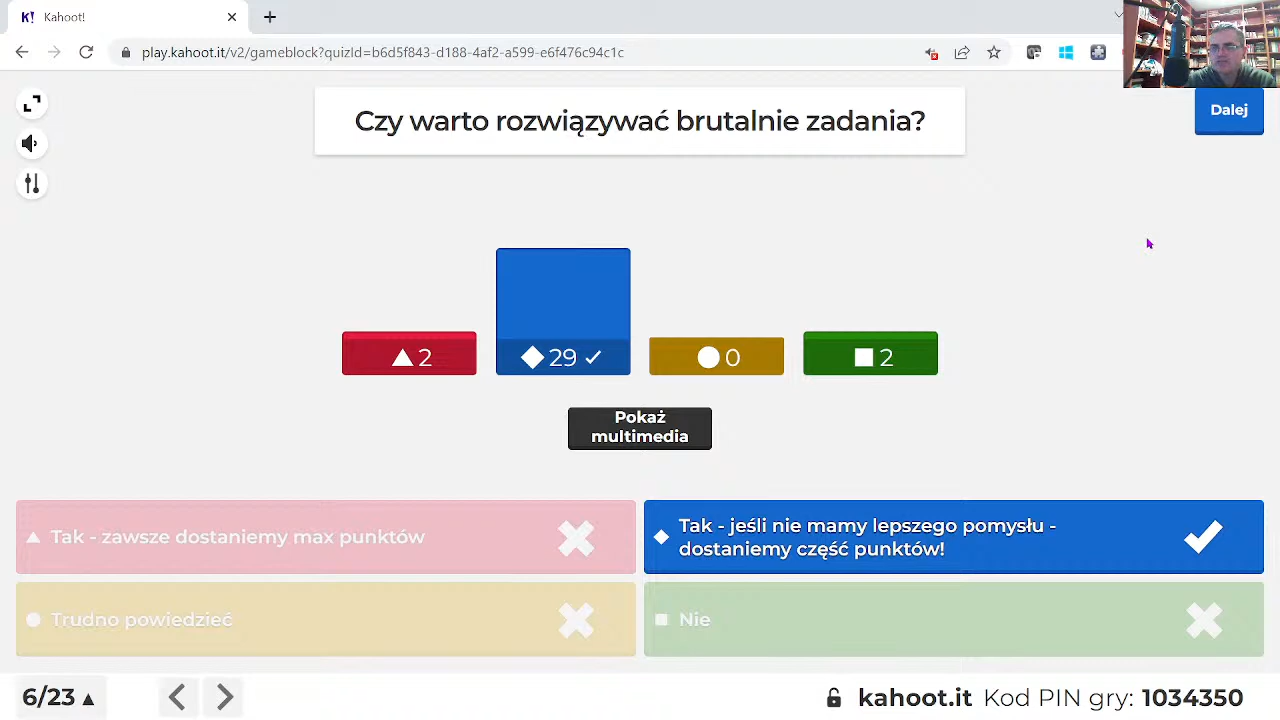 K! Kahoot!
play.kahoot.it/v2/gameblock?quizId=b6d5f843-d188-4af2-a599-e6f476c94c1c
Czy warto rozwiązywać brutalnie zadania?
Dalej
2
29
0
2
Pokaż
multimedia
Tak - zawsze dostaniemy max punktów
Tak - jeśli nie mamy lepszego pomysłu -
dostaniemy część punktów!
Trudno powiedzieć
Nie
6/23
kahoot.it Kod PIN gry: 1034350